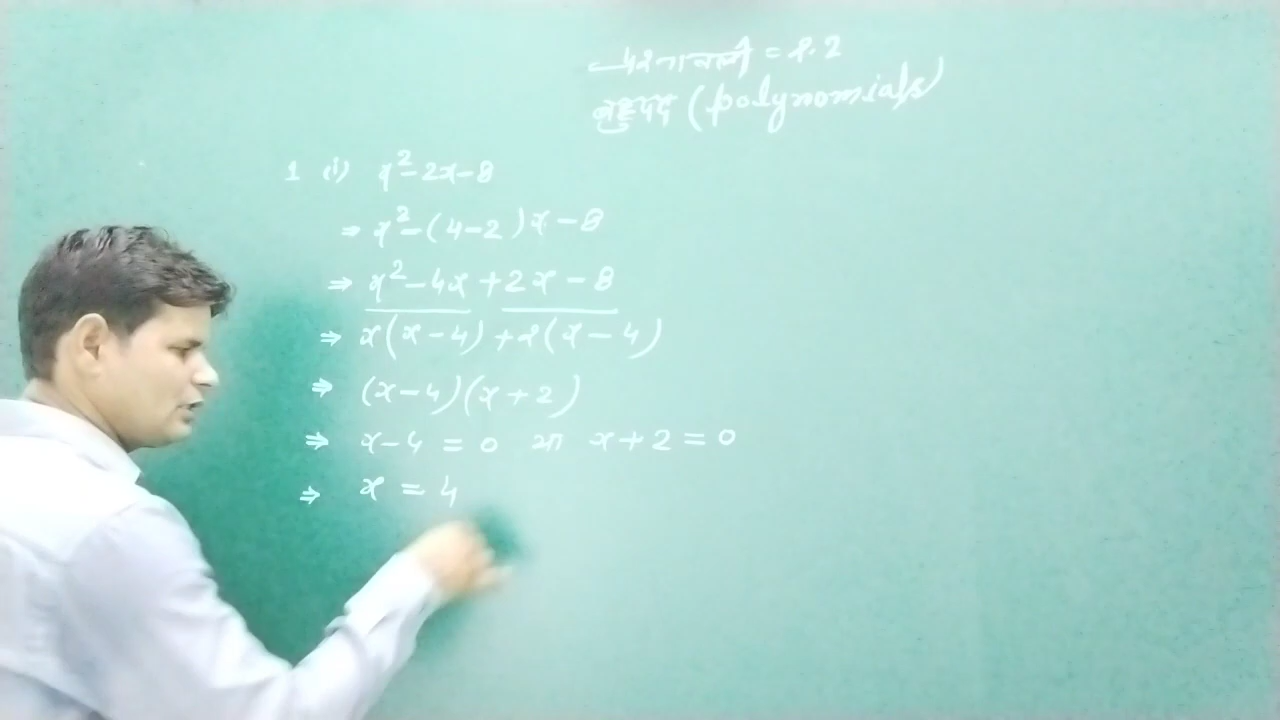 प्रश्नावली = 2.2
बहुपद (polynomials)
1 (i) x² - 2x - 8
⇒ x² - (4 - 2)x - 8
⇒ x² - 4x + 2x - 8
⇒ x(x - 4) + 2(x - 4)
⇒ (x - 4)(x + 2)
⇒ x - 4 = 0 या x + 2 = 0
⇒ x = 4